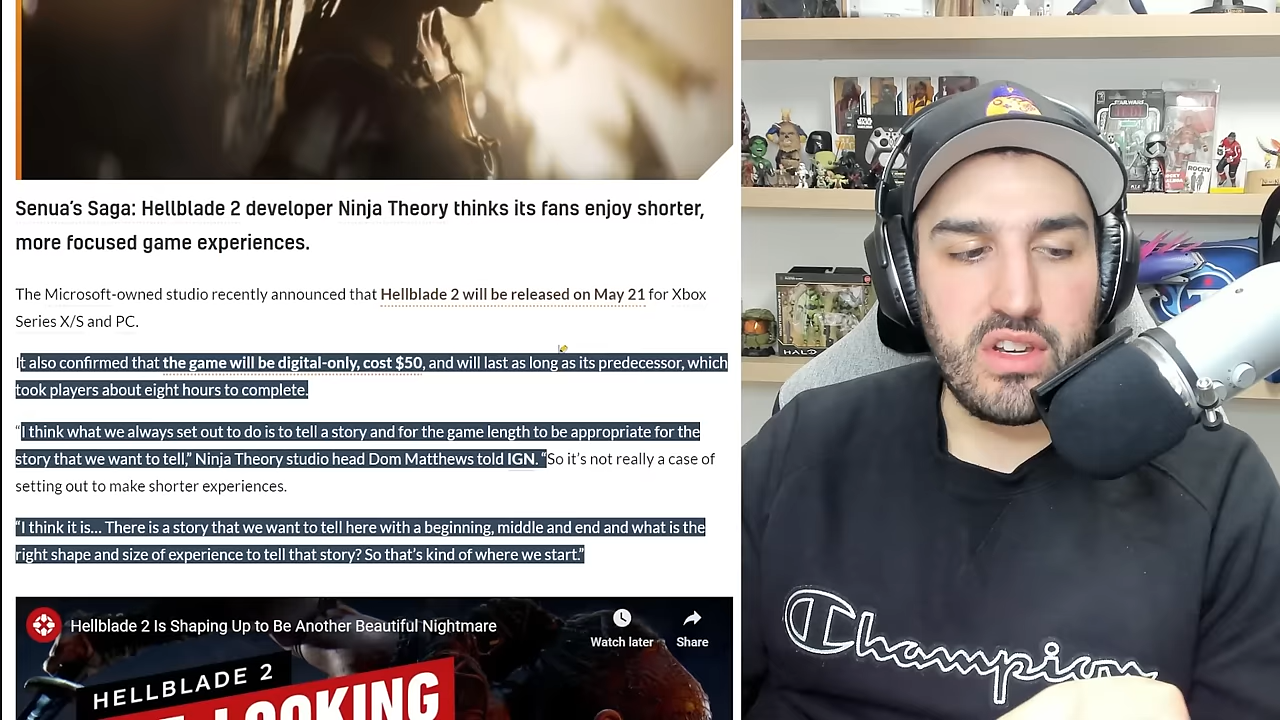 Senua's Saga: Hellblade 2 developer Ninja Theory thinks its fans enjoy shorter,
more focused game experiences.
The Microsoft-owned studio recently announced that Hellblade 2 will be released on May 21 for Xbox
Series X/S and PC.
It also confirmed that the game will be digital-only, cost $50, and will last as long as its predecessor, which
took players about eight hours to complete.
“I think what we always set out to do is to tell a story and for the game length to be appropriate for the
story that we want to tell,” Ninja Theory studio head Dom Matthews told IGN. “So it’s not really a case of
setting out to make shorter experiences.
“I think it is… There is a story that we want to tell here with a beginning, middle and end and what is the
right shape and size of experience to tell that story? So that’s kind of where we start.”
Hellblade 2 Is Shaping Up to Be Another Beautiful Nightmare
Watch later
Share
HELLBLADE 2
LOOKING
STAR WARS
ROCKY
HALO
Champion